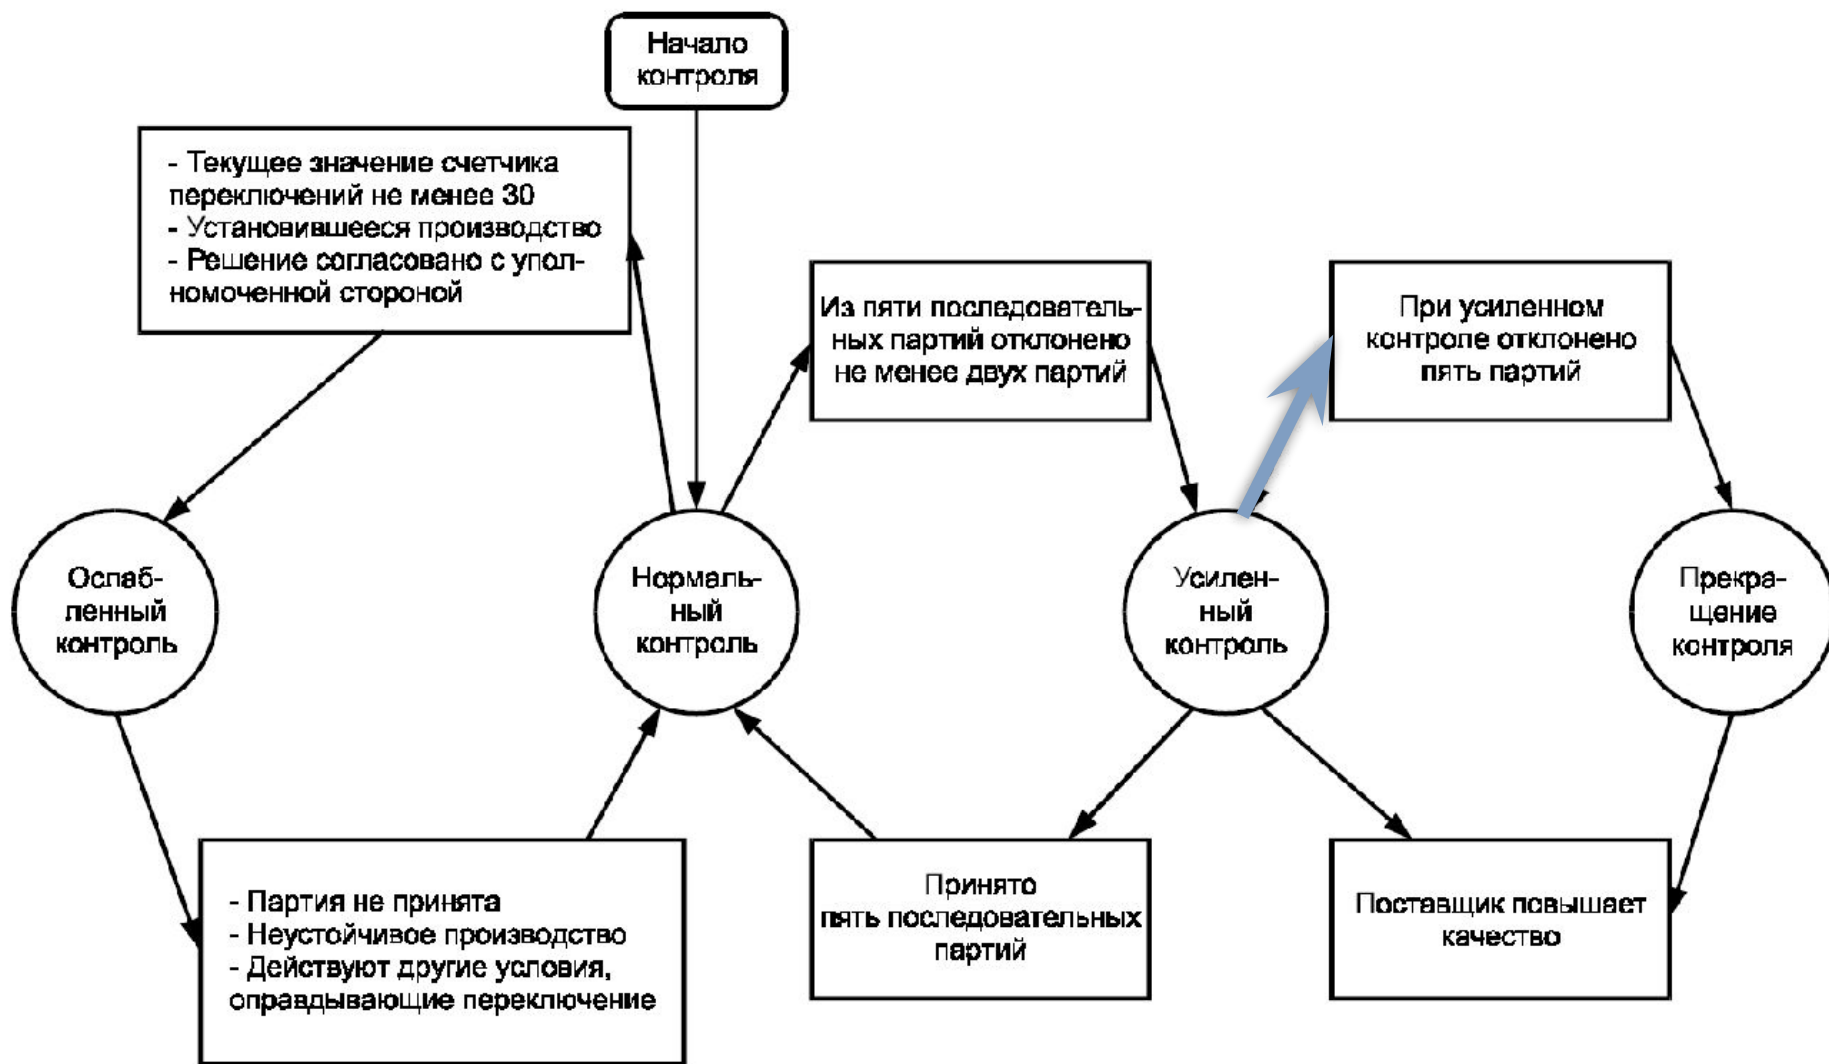 Начало
контроля
- Текущее значение счетчика
переключений не менее 30
- Установившееся производство
- Решение согласовано с упол-
номоченной стороной
Из пяти последователь-
ных партий отклонено
не менее двух партий
При усиленном
контроле отклонено
пять партий
Ослаб-
ленный
контроль
Нормаль-
ный
контроль
Усилен-
ный
контроль
Прекра-
щение
контроля
- Партия не принята
- Неустойчивое производство
- Действуют другие условия,
оправдывающие переключение
Принято
пять последовательных
партий
Поставщик повышает
качество